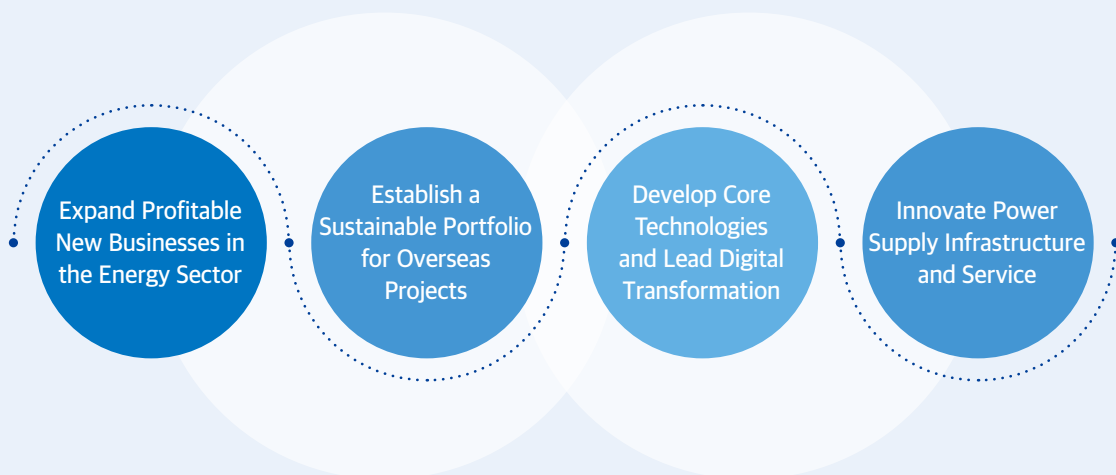 Expand Profitable
New Businesses in
the Energy Sector
Establish a
Sustainable Portfolio
for Overseas
Projects
Develop Core
Technologies
and Lead Digital
Transformation
Innovate Power
Supply Infrastructure
and Service